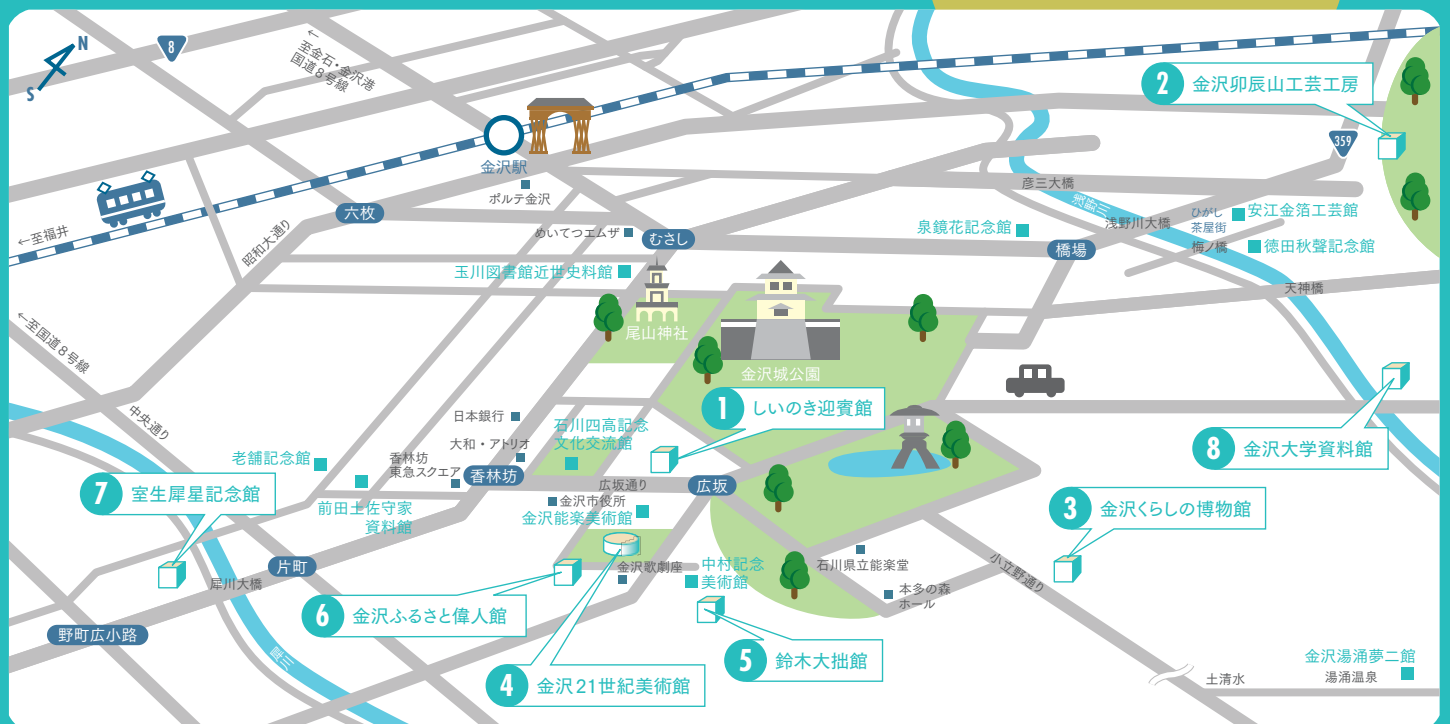 N
S
8
←
至金石・金沢港
国道8号線
2 金沢卯辰山工芸工房
359
金沢駅
ポルテ金沢
六枚
←至福井
昭和大通り
めいてつエムザ
むさし
玉川図書館近世史料館
泉鏡花記念館
彦三大橋
浅野川
浅野川大橋
橋場
ひがし
茶屋街
安江金箔工芸館
梅ノ橋
徳田秋聲記念館
天神橋
尾山神社
金沢城公園
←至国道8号線
中央通り
1 しいのき迎賓館
日本銀行
石川四高記念
文化交流館
大和・アトリオ
香林坊
東急スクエア
香林坊
老舗記念館
前田土佐守家
資料館
広坂通り
広坂
金沢市役所
金沢能楽美術館
8 金沢大学資料館
7 室生犀星記念館
3 金沢くらしの博物館
金沢歌劇座
中村記念
美術館
石川県立能楽堂
本多の森
ホール
小立野通り
片町
犀川大橋
6 金沢ふるさと偉人館
野町広小路
犀川
4 金沢21世紀美術館
5 鈴木大拙館
土清水
金沢湯涌夢二館
湯涌温泉